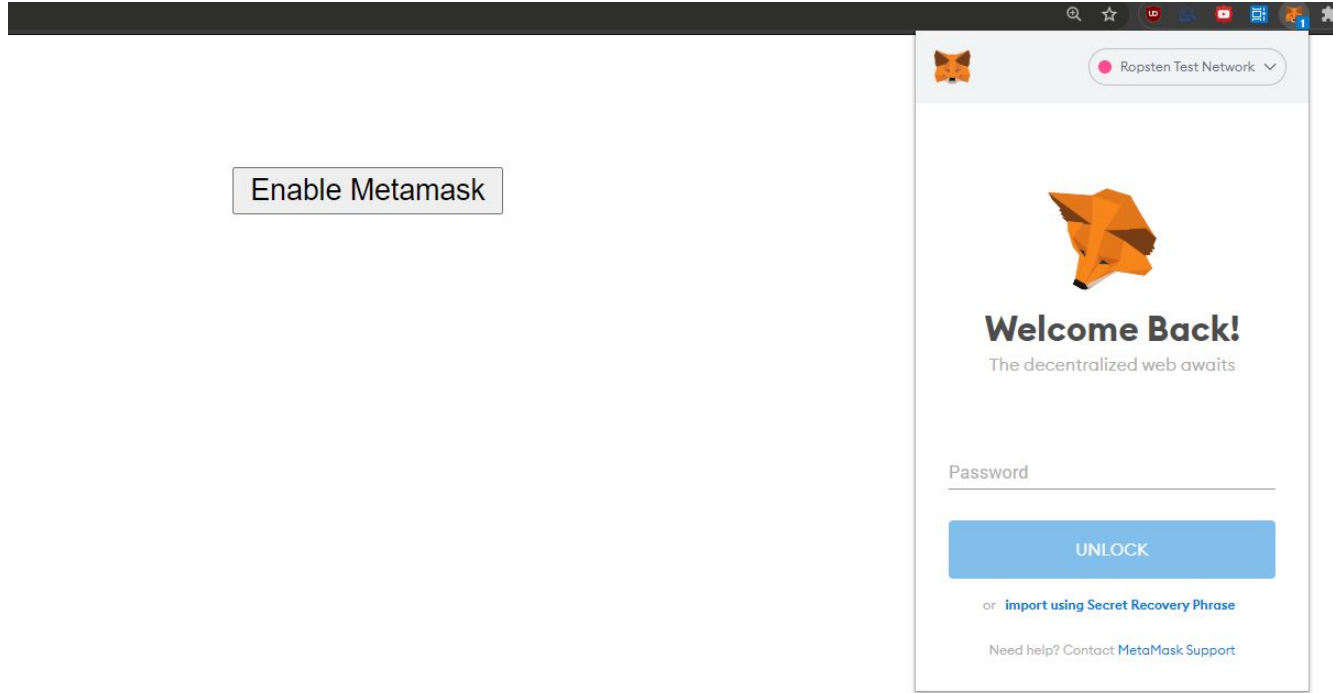 Ropsten Test Network
1
Enable Metamask
Welcome Back!
The decentralized web awaits
Password
UNLOCK
or import using Secret Recovery Phrase
Need help? Contact MetaMask Support